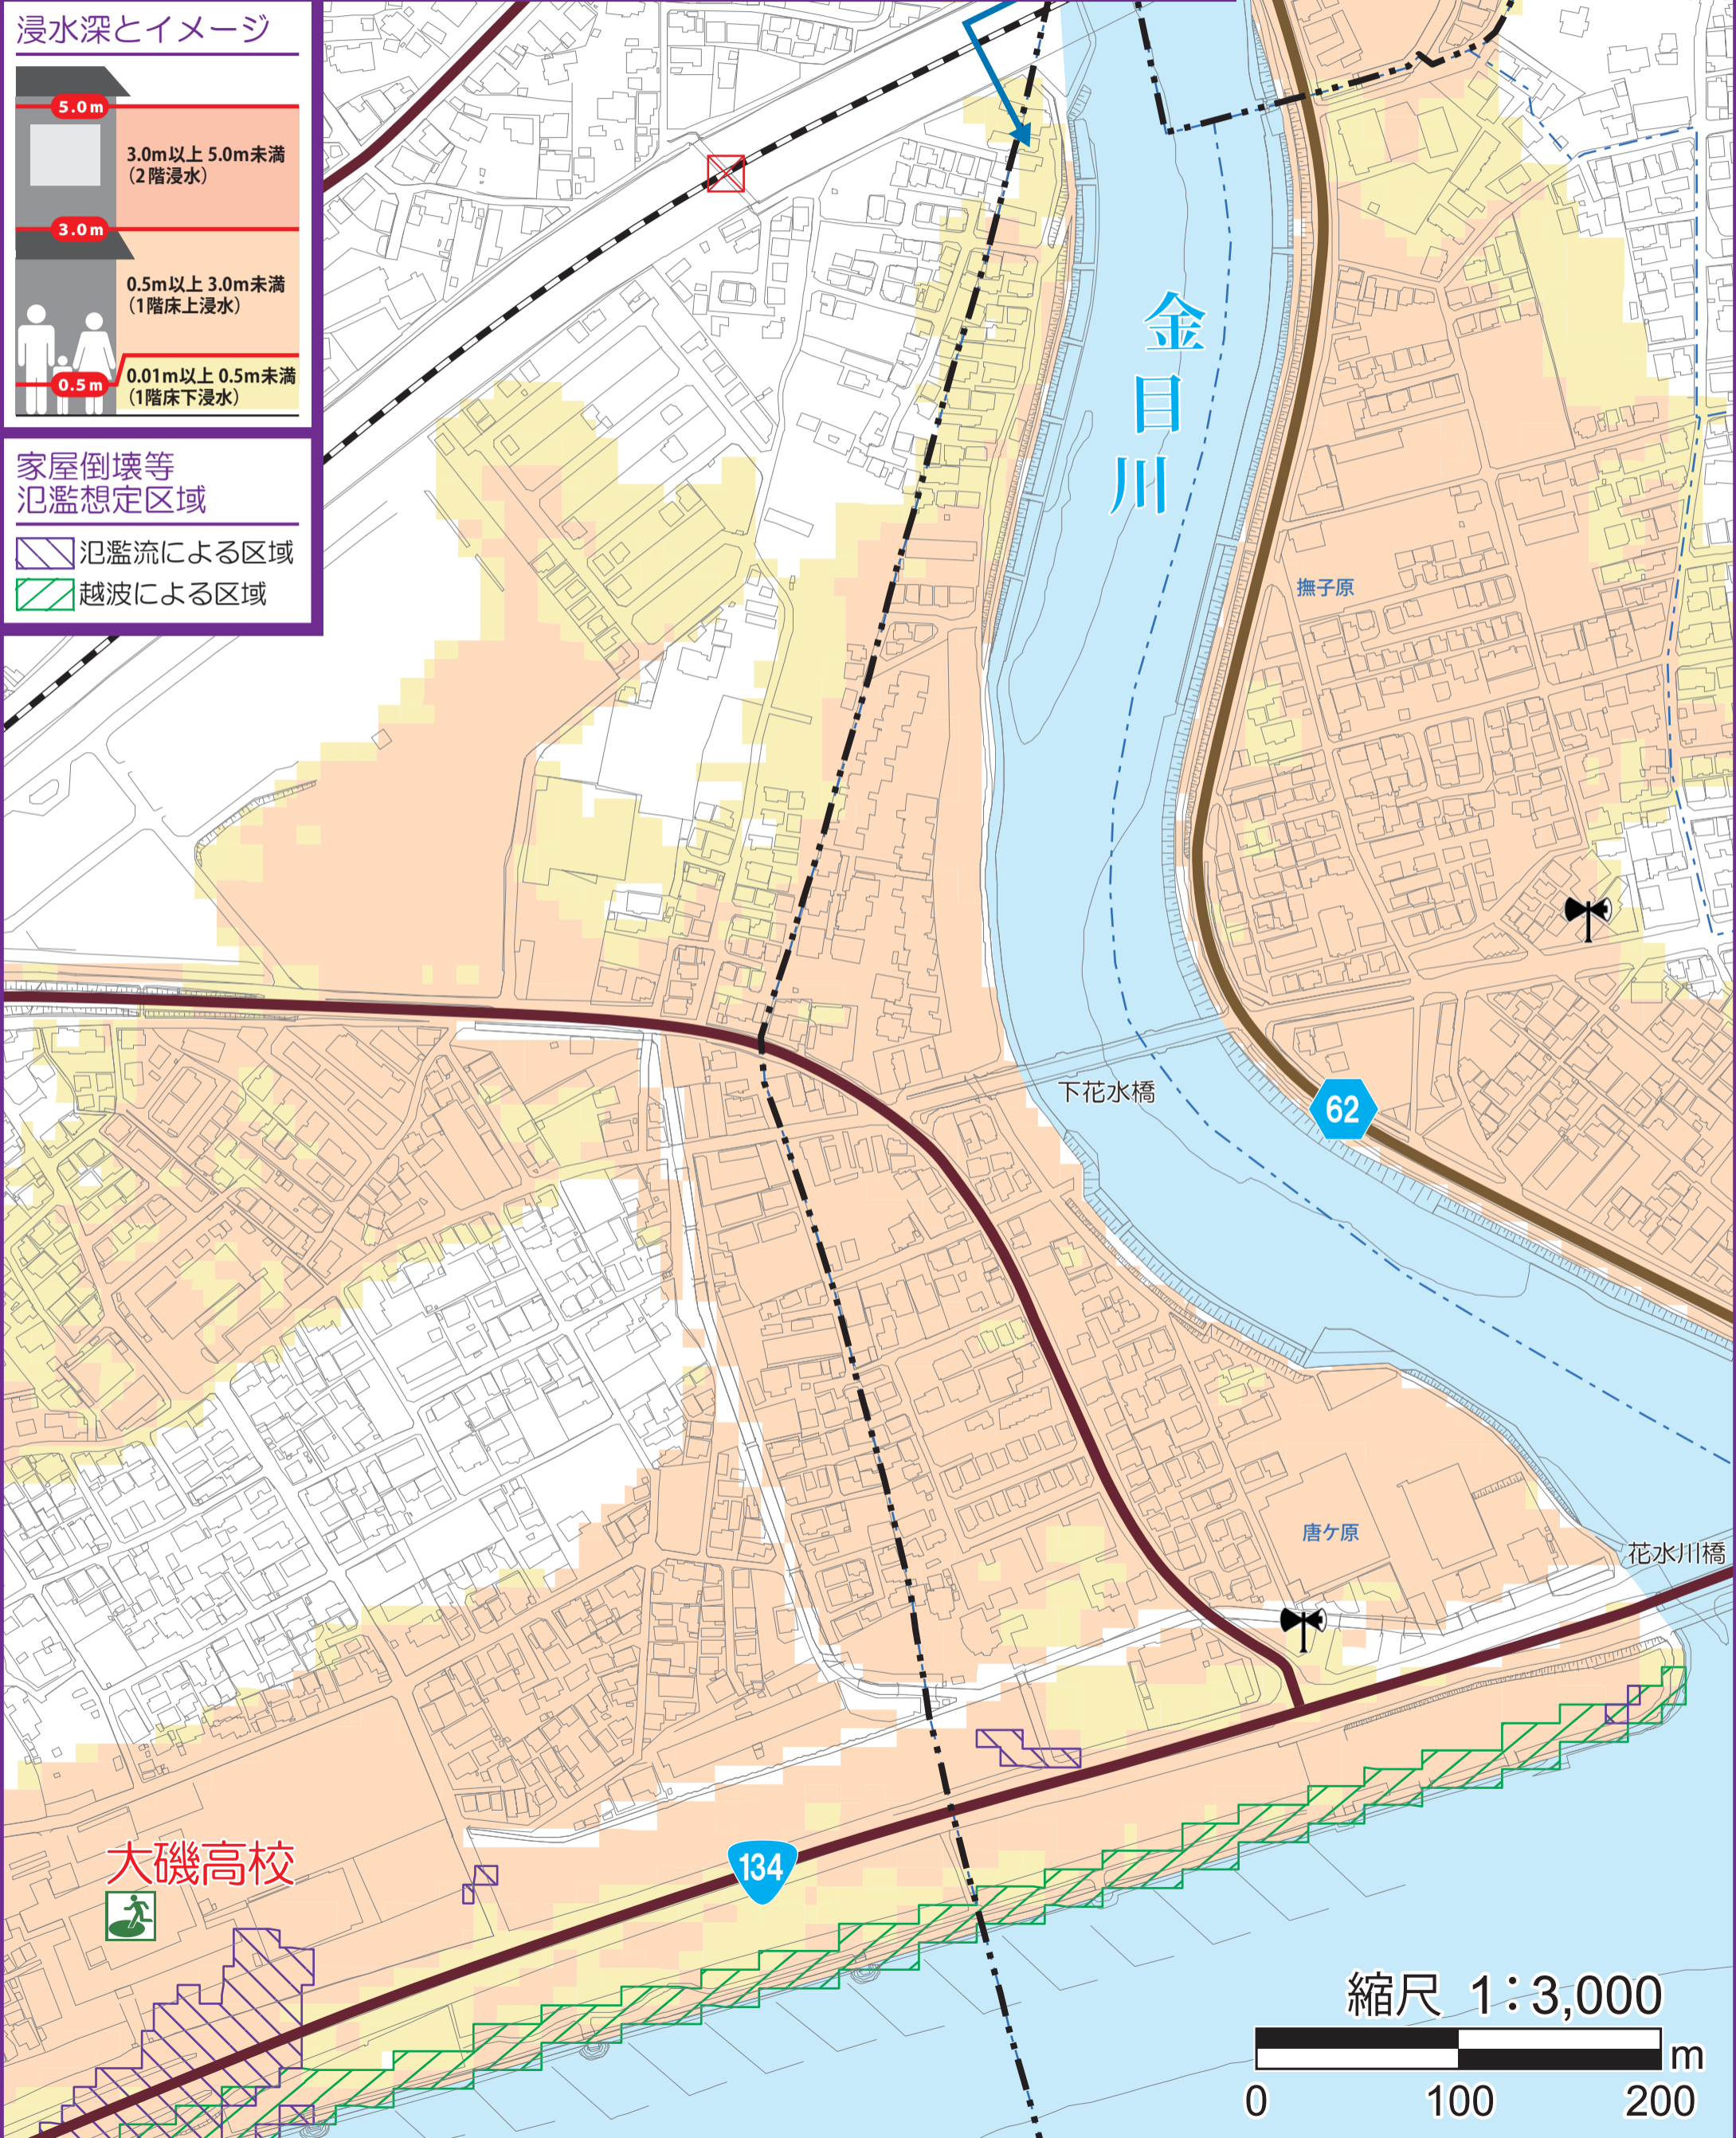 浸水深とイメージ
5.0m
3.0m以上 5.0m未満
(2階浸水)
3.0m
0.5m以上 3.0m未満
(1階床上浸水)
0.5m
0.01m以上 0.5m未満
(1階床下浸水)
家屋倒壊等
氾濫想定区域
氾濫流による区域
越波による区域
金目川
撫子原
下花水橋
62
唐ケ原
花水川橋
大磯高校
134
縮尺 1:3,000
m
0 100 200